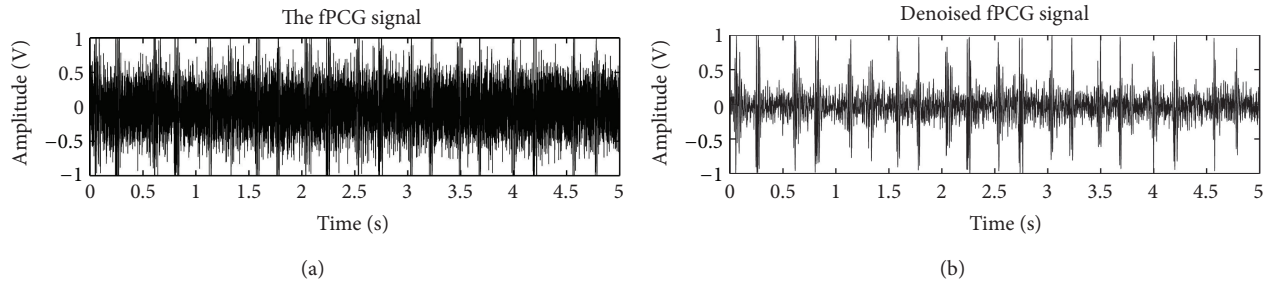 The fPCG signal
Amplitude (V)
1
0.5
0
−0.5
−1
0 0.5 1 1.5 2 2.5 3 3.5 4 4.5 5
Time (s)
(a)
Denoised fPCG signal
Amplitude (V)
1
0.5
0
−0.5
−1
0 0.5 1 1.5 2 2.5 3 3.5 4 4.5 5
Time (s)
(b)